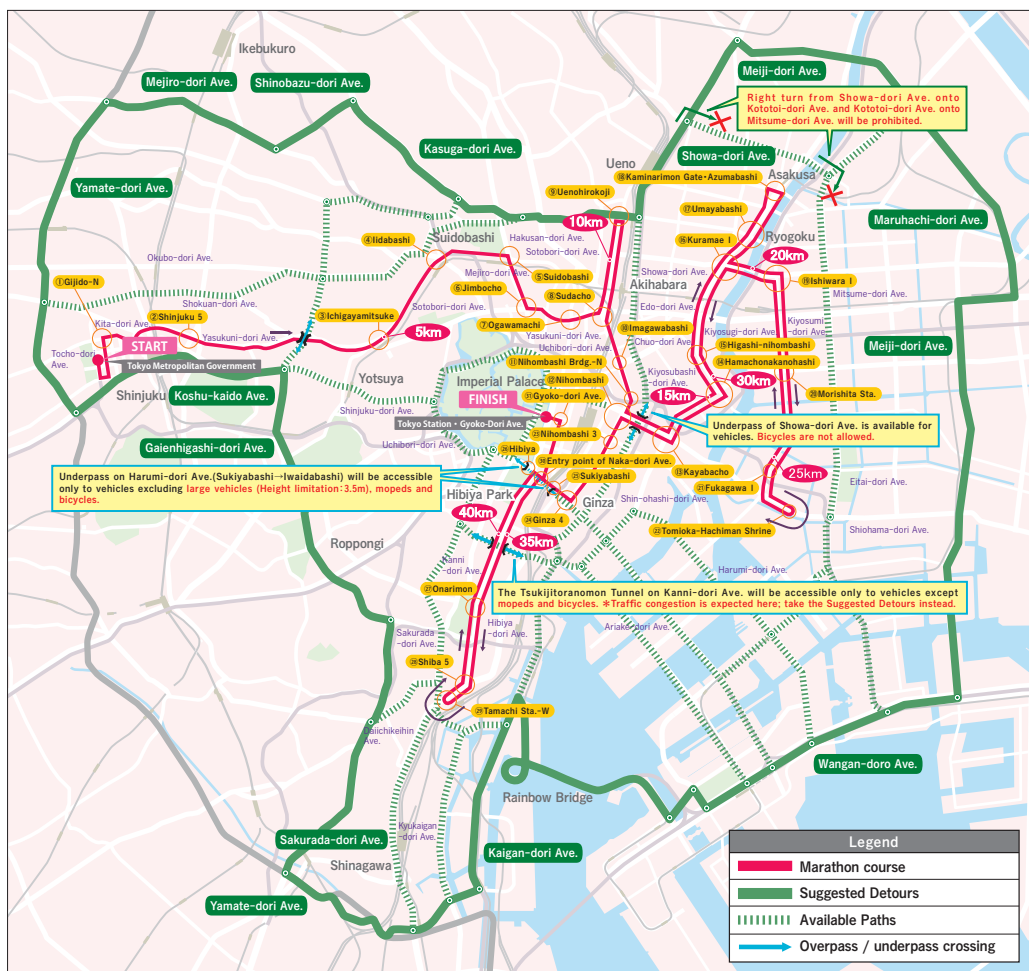 Ikebukuro
Mejiro-dori Ave.
Shinobazu-dori Ave.
Meiji-dori Ave.
Right turn from Showa-dori Ave. onto
Kototoi-dori Ave. and Kototoi-dori Ave. onto
Mitsume-dori Ave. will be prohibited.
Kasuga-dori Ave.
Showa-dori Ave.
Ueno
Asakusa
⑱Kaminarimon Gate•Azumabashi
Yamate-dori Ave.
⑨Uenohirokoji
⑰Umayabashi
Maruhachi-dori Ave.
10km
Suidobashi
Hakusan-dori Ave.
④Iidabashi
Ryogoku
⑯Kuramae I
Sotobori-dori Ave.
20km
Okubo-dori Ave.
Mejiro-dori Ave.
⑤Suidobashi
Showa-dori Ave.
⑲Ishiwara I
①Gijido-N
⑥Jimbocho
Akihabara
Mitsume-dori Ave.
⑧Sudacho
Shokuan-dori Ave.
Sotobori-dori Ave.
Edo-dori Ave.
②Shinjuku 5
③Ichigayamitsuke
⑦Ogawamachi
⑩Imagawabashi
Kiyosumi
-dori Ave.
Kita-dori Ave.
5km
Yasukuni-dori Ave.
Kiyosugi-dori Ave.
Yasukuni-dori Ave.
Chuo-dori Ave.
START
Uchibori-dori Ave.
⑮Higashi-nihombashi
Meiji-dori Ave.
Tocho-dori
Ave.
Tokyo Metropolitan Government
⑪Nihombashi Brdg.-N
⑭Hamachonakanohashi
Yotsuya
Imperial Palace
⑫Nihombashi
Kiyosubashi
-dori Ave.
30km
Shinjuku
Koshu-kaido Ave.
FINISH
㉛Gyoko-dori Ave.
15km
⑳Morishita Sta.
Shinjuku-dori Ave.
Tokyo Station • Gyoko-Dori Ave.
Underpass of Showa-dori Ave. is available for
vehicles. Bicycles are not allowed.
㉓Nihombashi 3
Gaienhigashi-dori Ave.
Uchibori-dori Ave.
㉖Hibiya
㉚Entry point of Naka-dori Ave.
⑬Kayabacho
25km
Underpass on Harumi-dori Ave.(Sukiyabashi→Iwaidabashi) will be accessible
only to vehicles excluding large vehicles (Height limitation:3.5m), mopeds and
bicycles.
㉕Sukiyabashi
㉑Fukagawa I
Eitai-dori Ave.
Hibiya Park
Ginza
Shin-ohashi-dori Ave.
40km
㉔Ginza 4
㉒Tomioka-Hachiman Shrine
Shiohama-dori Ave.
35km
Roppongi
Kanni
-dori Ave.
Harumi-dori Ave.
㉗Onarimon
The Tsukijitoranomon Tunnel on Kanni-dori Ave. will be accessible only to vehicles except
mopeds and bicycles. ＊Traffic congestion is expected here; take the Suggested Detours instead.
Hibiya
-dori Ave.
Ariake-dori Ave.
Sakurada
-dori Ave.
㉘Shiba 5
㉙Tamachi Sta.-W
Daiichikeihin
Ave.
Wangan-doro Ave.
Rainbow Bridge
Kyukaigan
-dori Ave.
Sakurada-dori Ave.
Kaigan-dori Ave.
Shinagawa
Yamate-dori Ave.
Legend
Marathon course
Suggested Detours
Available Paths
Overpass / underpass crossing